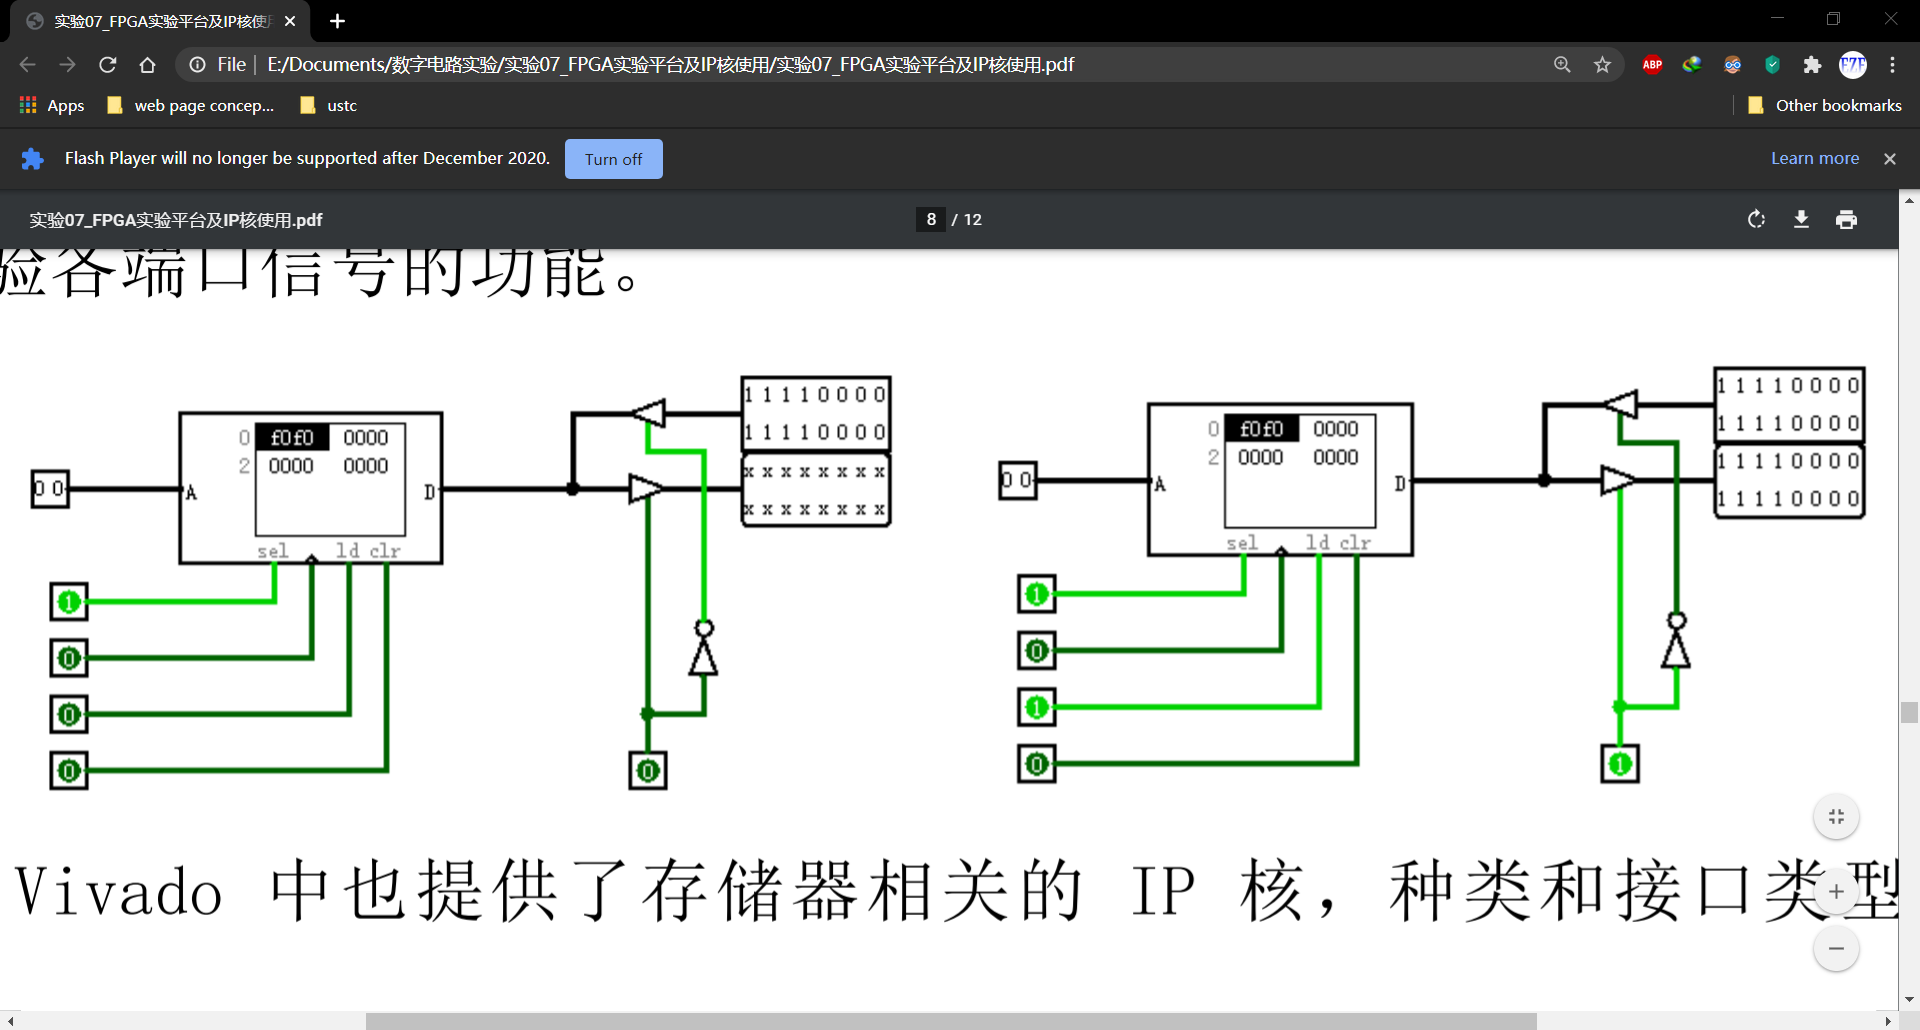 实验07_FPGA实验平台及IP核使用
File
E:/Documents/数字电路实验/实验07_FPGA实验平台及IP核使用/实验07_FPGA实验平台及IP核使用.pdf
ABP
FZF
Apps
web page concep...
ustc
Other bookmarks
Flash Player will no longer be supported after December 2020.
Turn off
Learn more
实验07_FPGA实验平台及IP核使用.pdf
8 / 12
验各端口信号的功能。
0 0
A
0 f0f0 0000
2 0000 0000
D
sel ld clr
1
0
0
0
1 1 1 1 0 0 0 0
1 1 1 1 0 0 0 0
x x x x x x x x
x x x x x x x x
0
0 0
A
0 f0f0 0000
2 0000 0000
D
sel ld clr
1
0
1
0
1 1 1 1 0 0 0 0
1 1 1 1 0 0 0 0
1 1 1 1 0 0 0 0
1 1 1 1 0 0 0 0
1
Vivado 中也提供了存储器相关的 IP 核，种类和接口类型